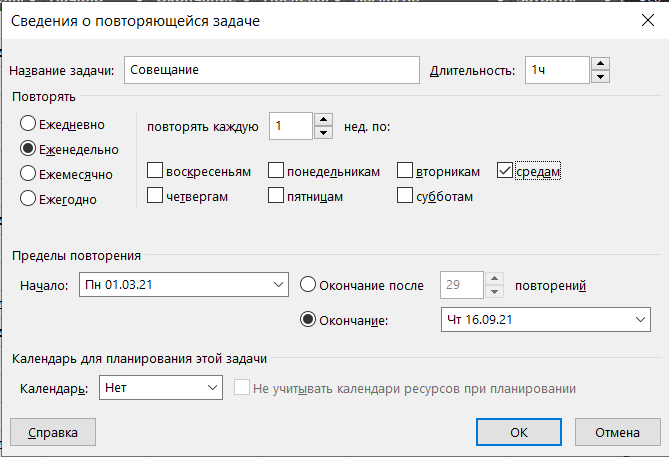 Сведения о повторяющейся задаче
Название задачи: Совещание Длительность: 1ч
Повторять
Ежедневно
повторять каждую 1 нед. по:
Еженедельно
воскресеньям понедельникам вторникам средам
Ежемесячно
Ежегодно
четвергам пятницам субботам
Пределы повторения
Начало: Пн 01.03.21 Окончание после 29 повторений
Окончание: Чт 16.09.21
Календарь для планирования этой задачи
Календарь: Нет Не учитывать календари ресурсов при планировании
Справка ОК Отмена